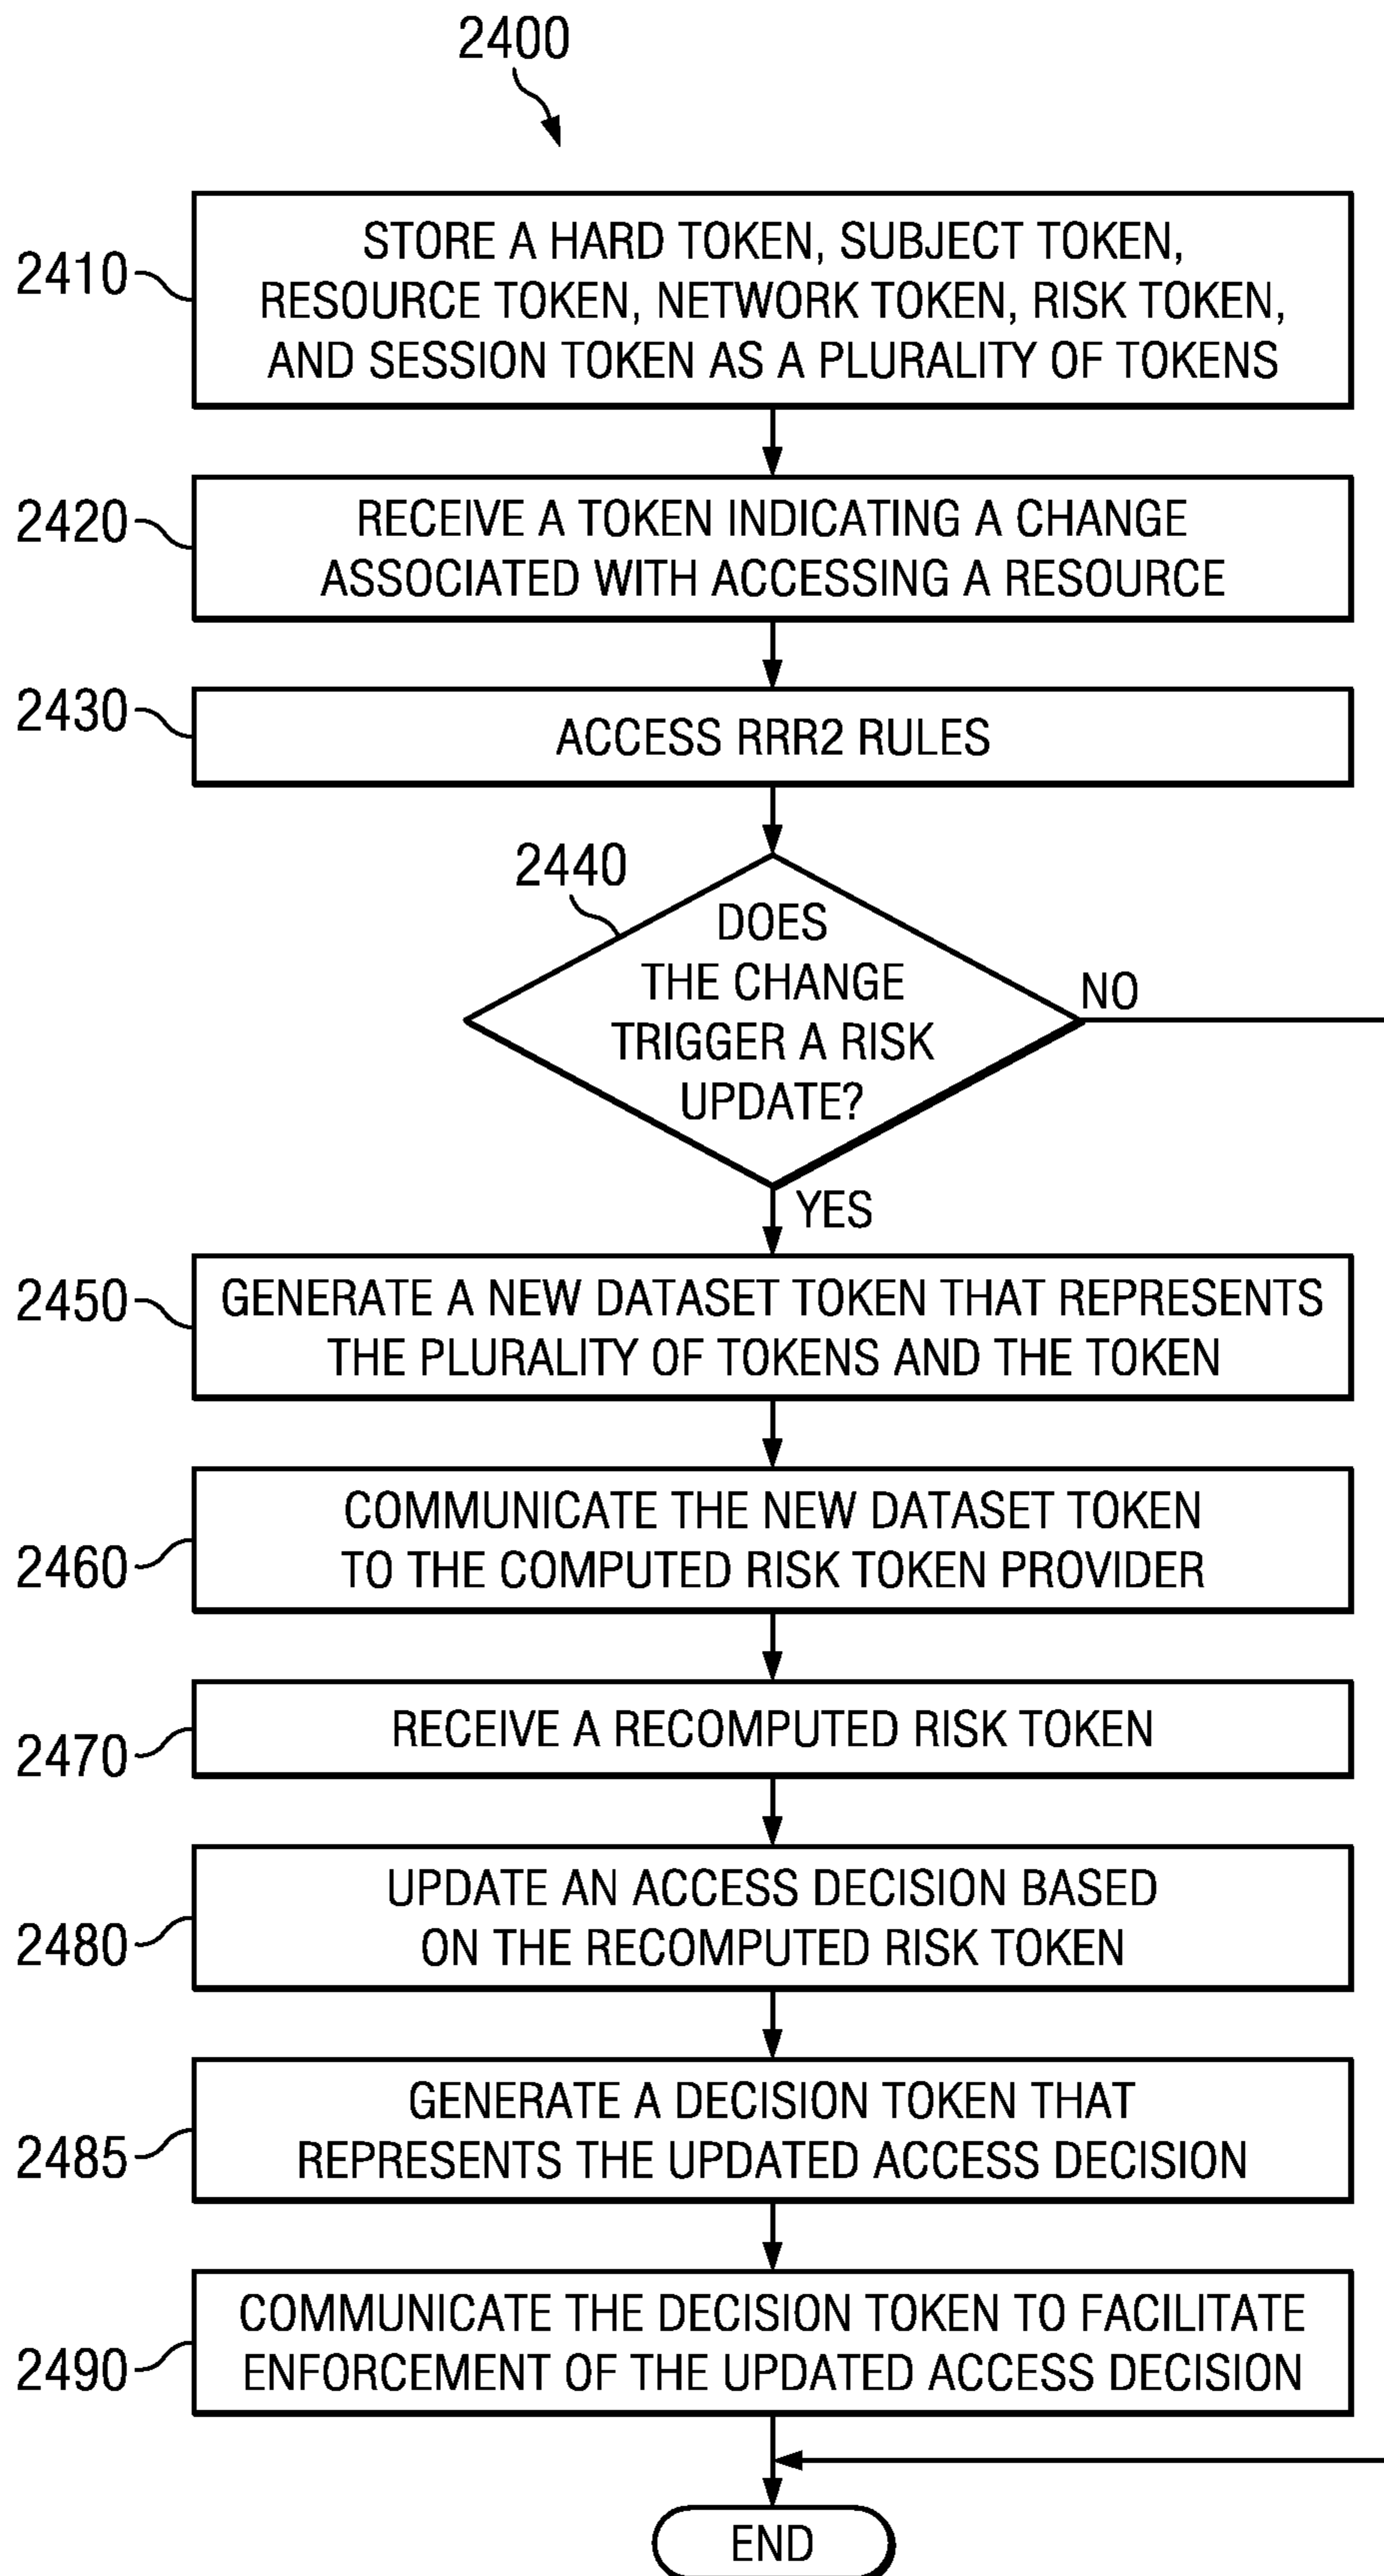 2400
2410
STORE A HARD TOKEN, SUBJECT TOKEN,
RESOURCE TOKEN, NETWORK TOKEN, RISK TOKEN,
AND SESSION TOKEN AS A PLURALITY OF TOKENS
2420
RECEIVE A TOKEN INDICATING A CHANGE
ASSOCIATED WITH ACCESSING A RESOURCE
2430
ACCESS RRR2 RULES
2440
DOES
THE CHANGE
TRIGGER A RISK
UPDATE?
NO
YES
2450
GENERATE A NEW DATASET TOKEN THAT REPRESENTS
THE PLURALITY OF TOKENS AND THE TOKEN
2460
COMMUNICATE THE NEW DATASET TOKEN
TO THE COMPUTED RISK TOKEN PROVIDER
2470
RECEIVE A RECOMPUTED RISK TOKEN
2480
UPDATE AN ACCESS DECISION BASED
ON THE RECOMPUTED RISK TOKEN
2485
GENERATE A DECISION TOKEN THAT
REPRESENTS THE UPDATED ACCESS DECISION
2490
COMMUNICATE THE DECISION TOKEN TO FACILITATE
ENFORCEMENT OF THE UPDATED ACCESS DECISION
END